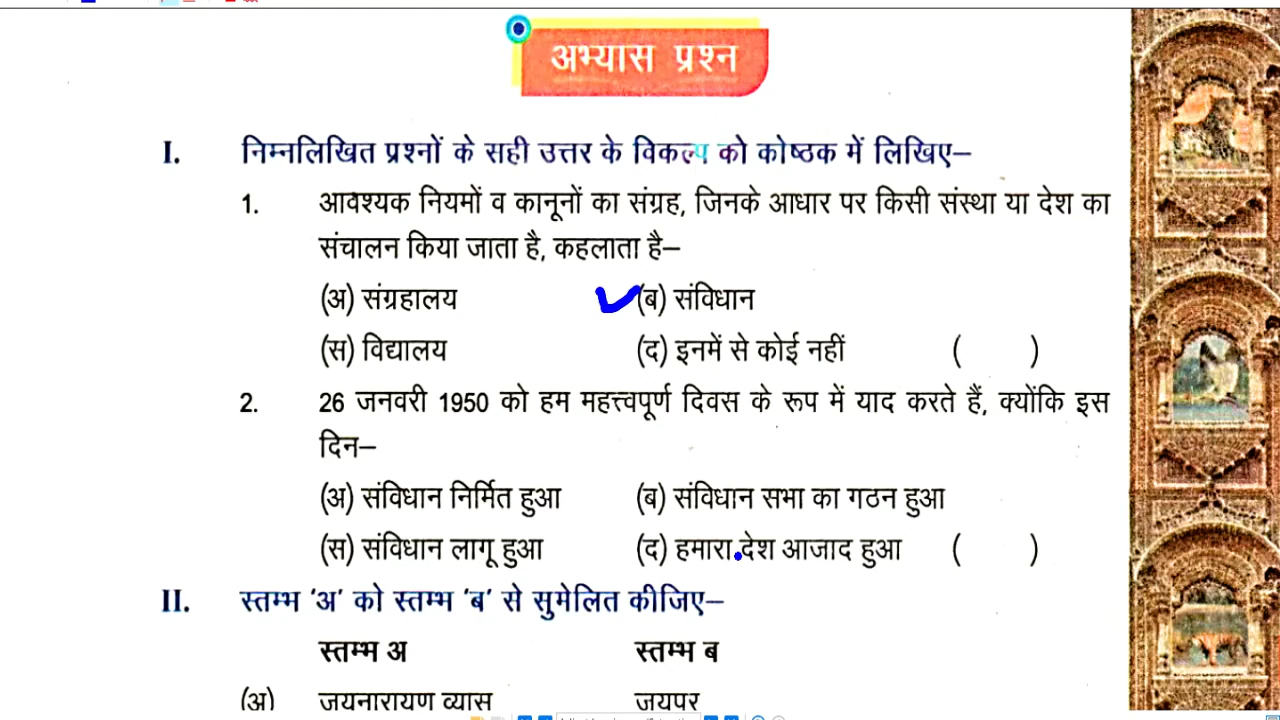 अभ्यास प्रश्न
I. निम्नलिखित प्रश्नों के सही उत्तर के विकल्प को कोष्ठक में लिखिए–
1. आवश्यक नियमों व कानूनों का संग्रह, जिनके आधार पर किसी संस्था या देश का
संचालन किया जाता है, कहलाता है–
(अ) संग्रहालय (ब) संविधान
(स) विद्यालय (द) इनमें से कोई नहीं ( )
2. 26 जनवरी 1950 को हम महत्त्वपूर्ण दिवस के रूप में याद करते हैं, क्योंकि इस
दिन–
(अ) संविधान निर्मित हुआ (ब) संविधान सभा का गठन हुआ
(स) संविधान लागू हुआ (द) हमारा देश आजाद हुआ ( )
II. स्तम्भ 'अ' को स्तम्भ 'ब' से सुमेलित कीजिए–
स्तम्भ अ स्तम्भ ब
(अ) जयनारायण व्यास जयपुर